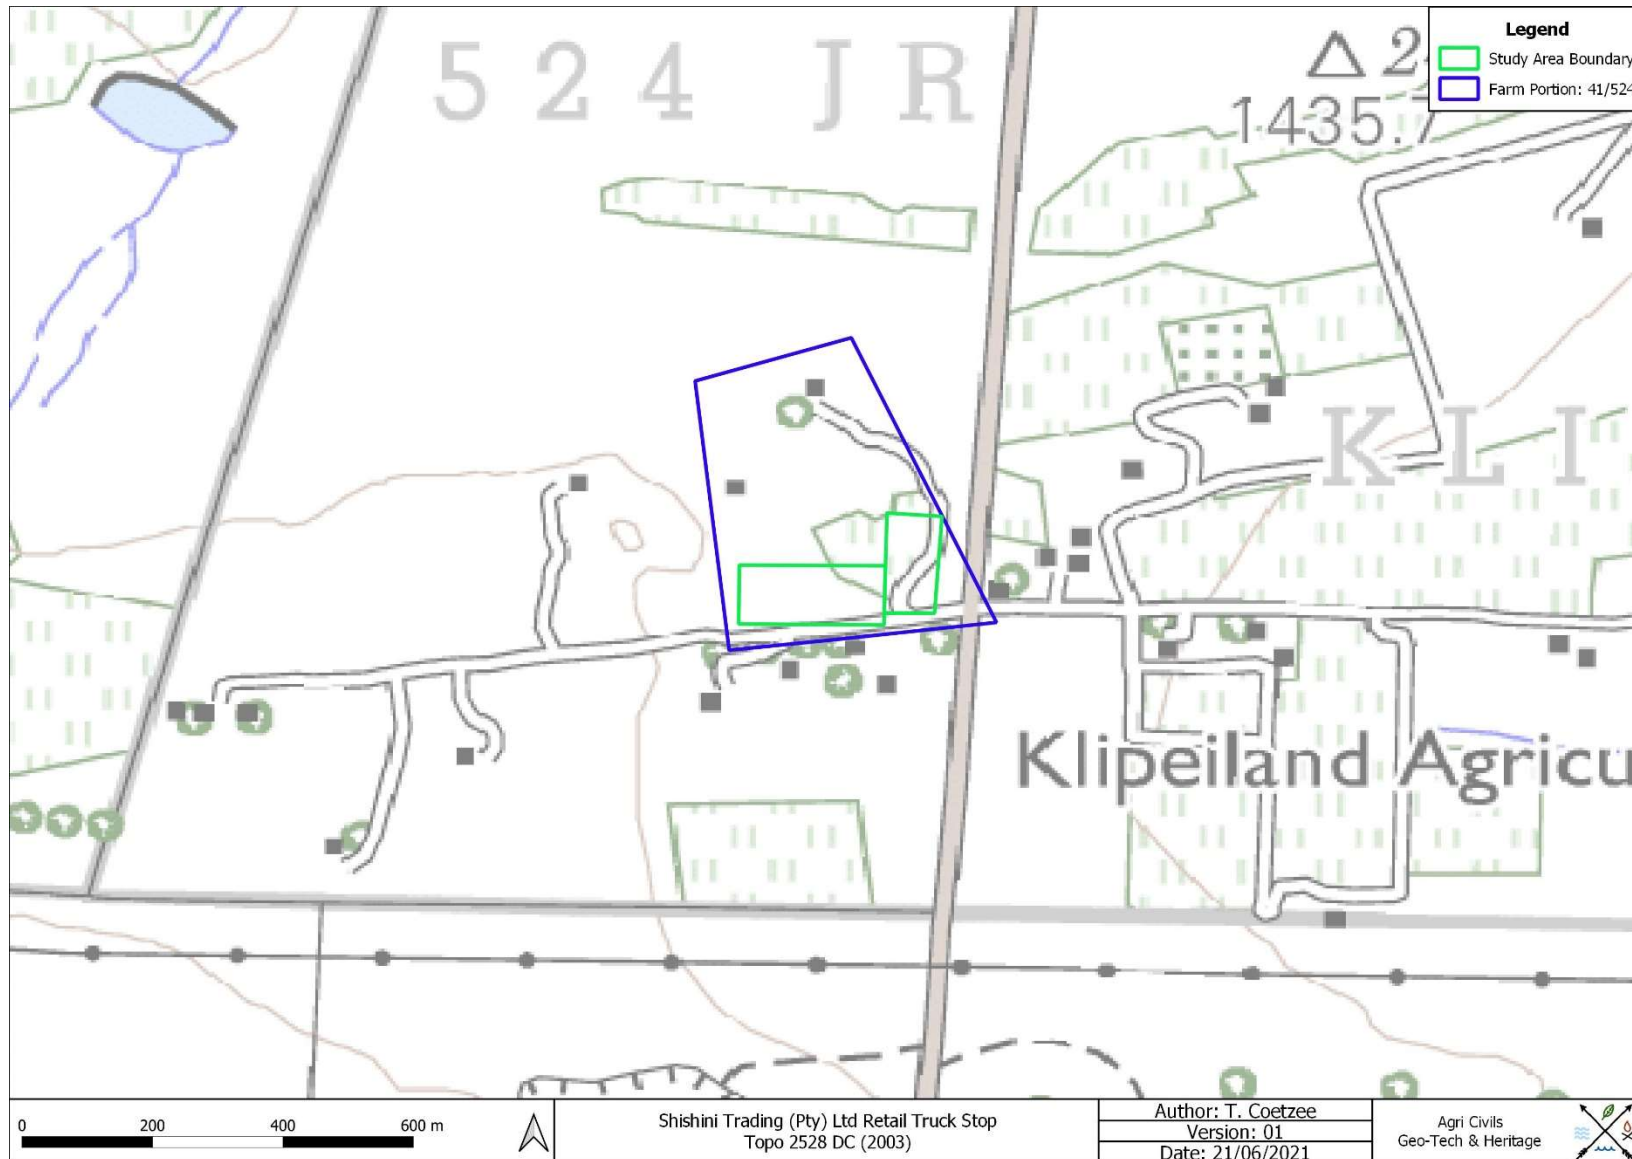 524 JR
Legend
Study Area Boundary
Farm Portion: 41/524
1435.7
KLI
Klipeiland Agricu
0 200 400 600 m
Shishini Trading (Pty) Ltd Retail Truck Stop
Topo 2528 DC (2003)
Author: T. Coetzee
Version: 01
Date: 21/06/2021
Agri Civils
Geo-Tech & Heritage